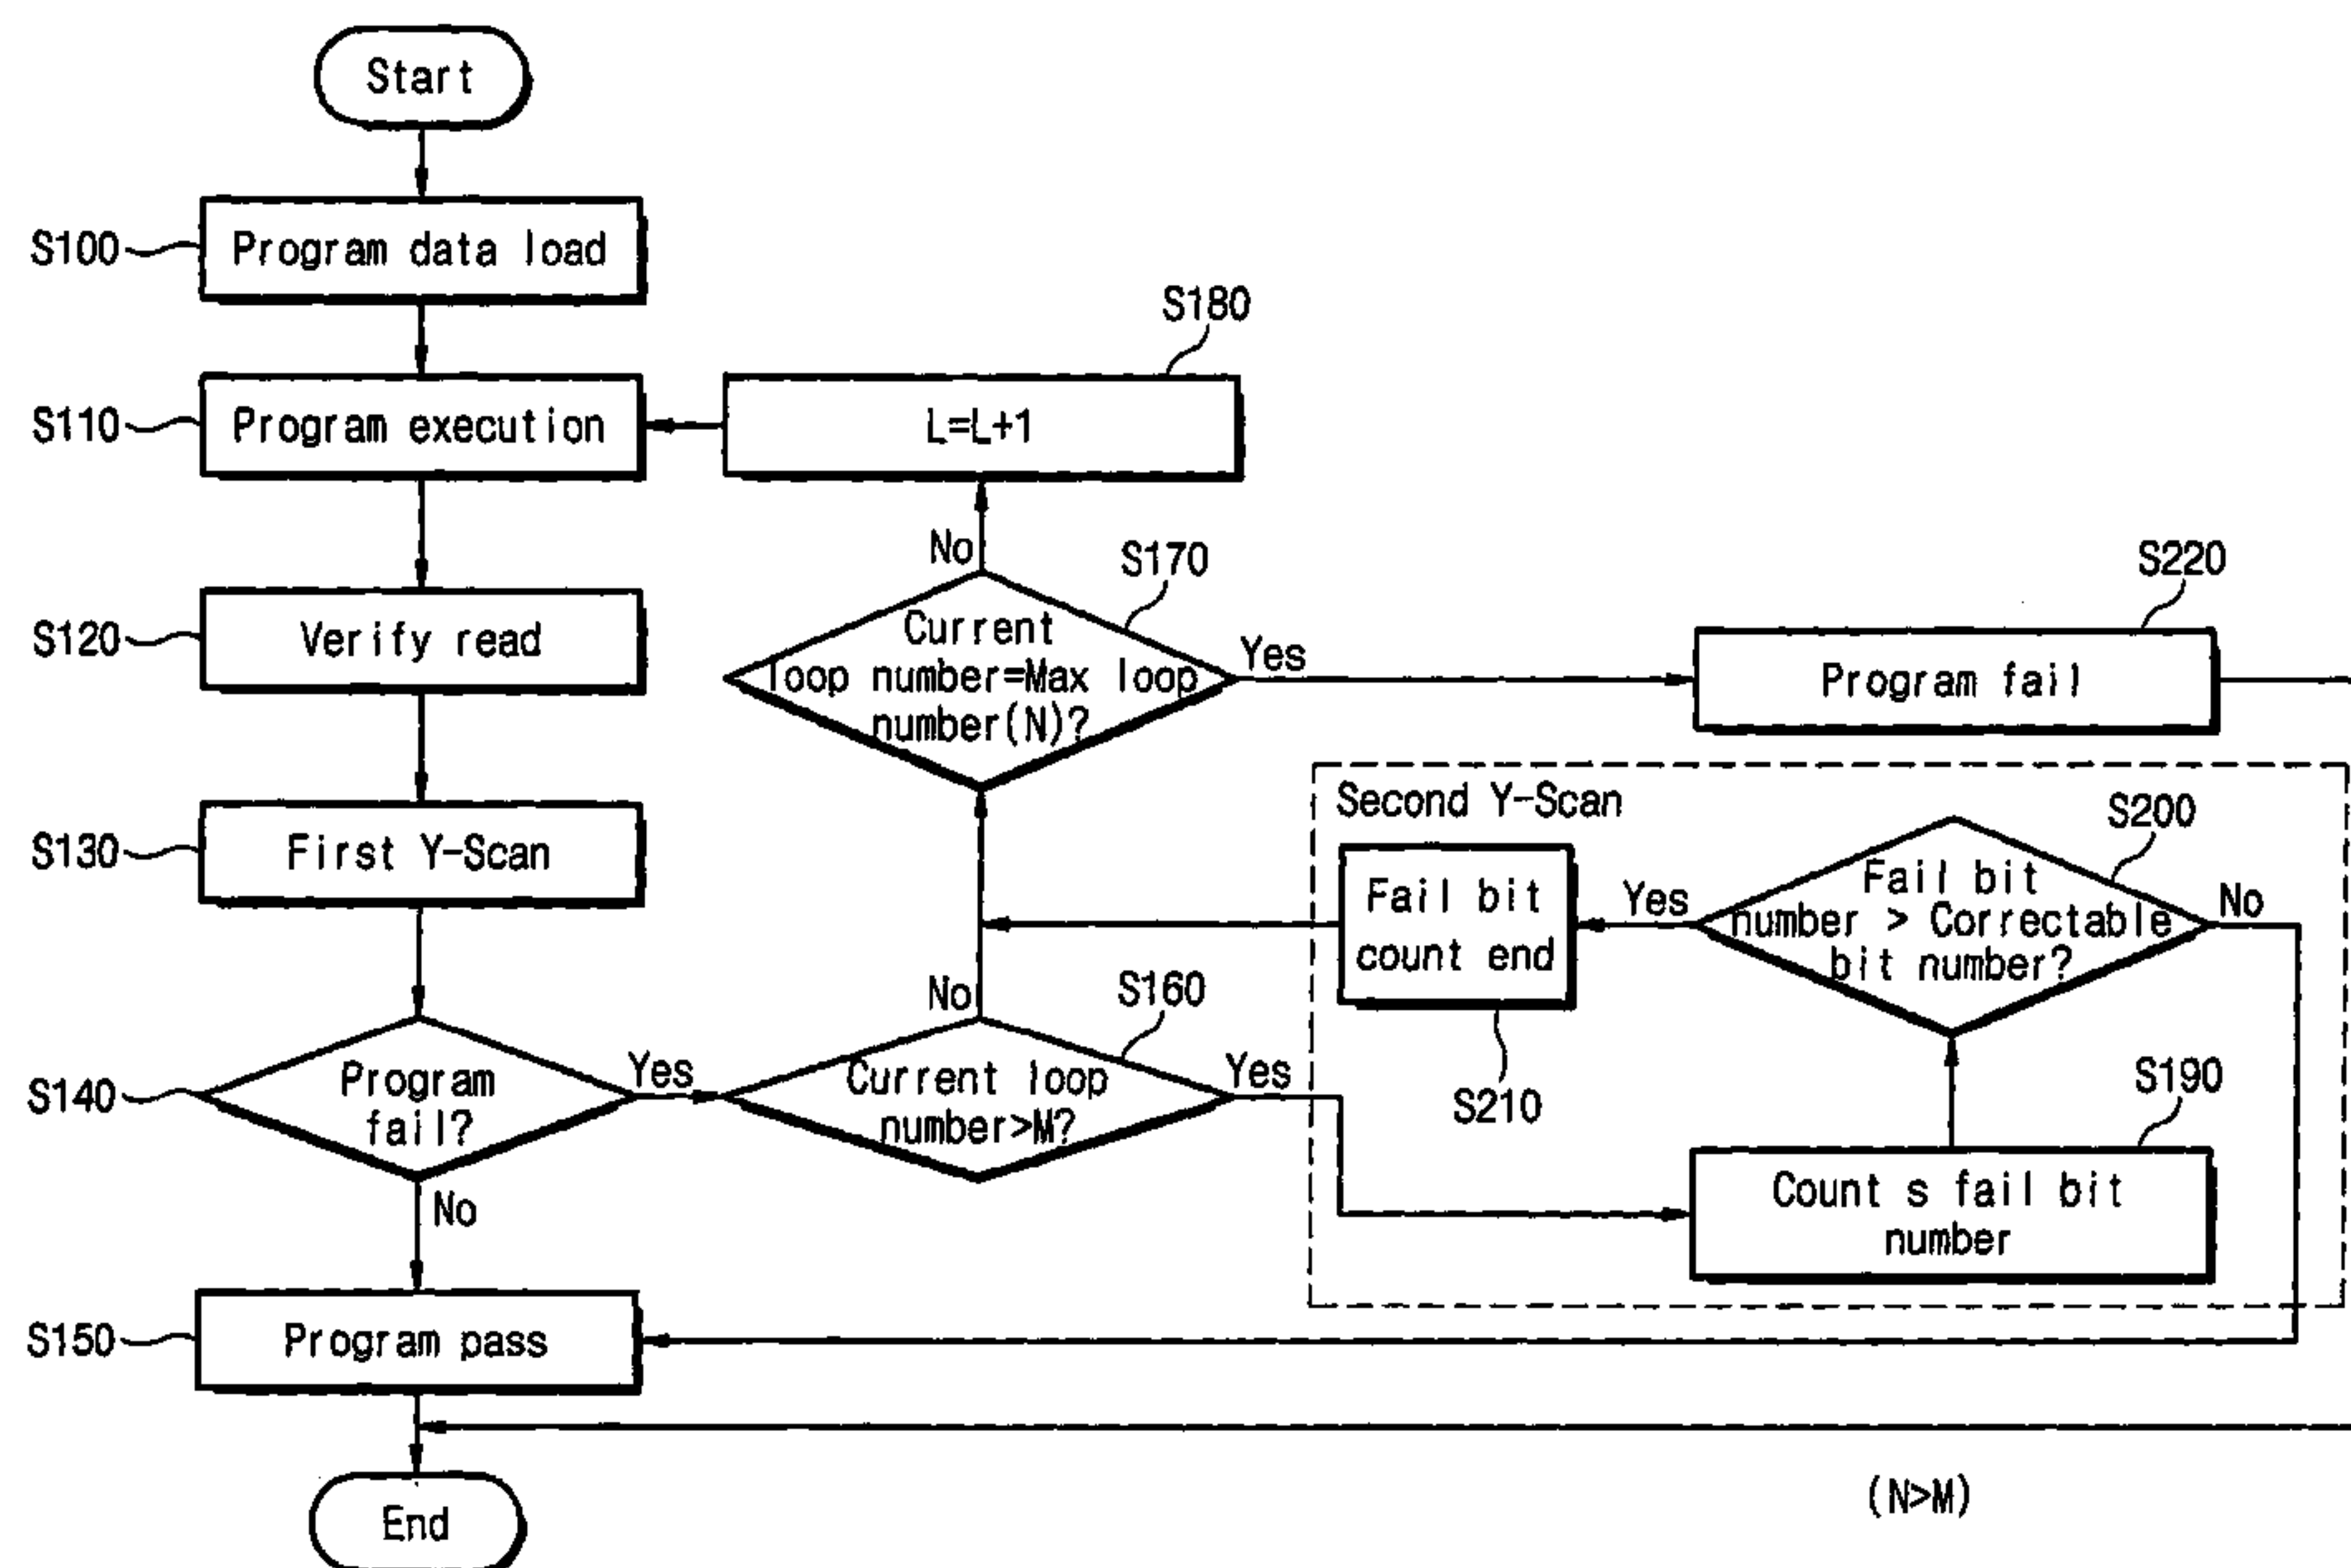 Start
S100
Program data load
S180
S110
Program execution
L=L+1
No
S170
S220
S120
Verify read
Current
loop number=Max loop
number(N)?
Yes
Program fail
Second Y-Scan
S200
S130
First Y-Scan
Fail bit
count end
Yes
Fail bit
number > Correctable
bit number?
No
No
S160
S210
S190
S140
Program
fail?
Yes
Current loop
number>M?
Yes
Count s fail bit
number
No
S150
Program pass
(N>M)
End